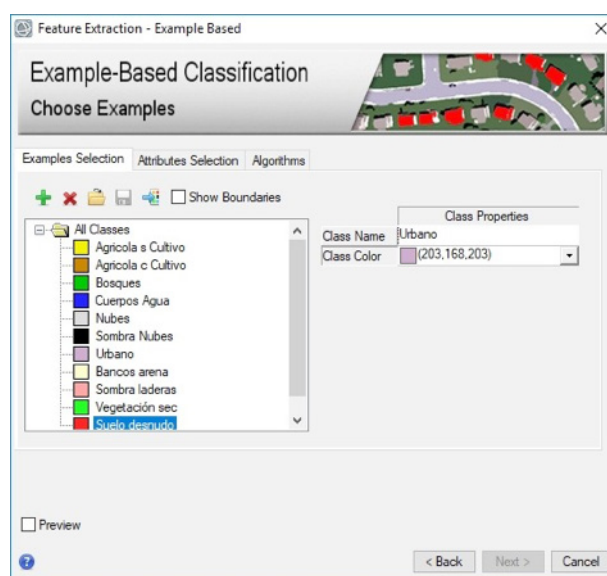 Feature Extraction - Example Based
Example-Based Classification
Choose Examples
Examples Selection Attributes Selection Algorithms
Show Boundaries
All Classes
Agricola s Cultivo
Agricola c Cultivo
Bosques
Cuerpos Agua
Nubes
Sombra Nubes
Urbano
Bancos arena
Sombra laderas
Vegetación sec
Suelo desnudo
Class Properties
Class Name Urbano
Class Color (203,168,203)
Preview
< Back Next > Cancel